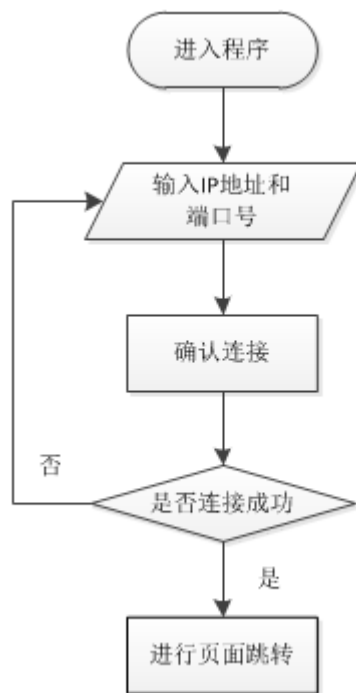 进入程序
输入IP地址和
端口号
确认连接
否
是否连接成功
是
进行页面跳转